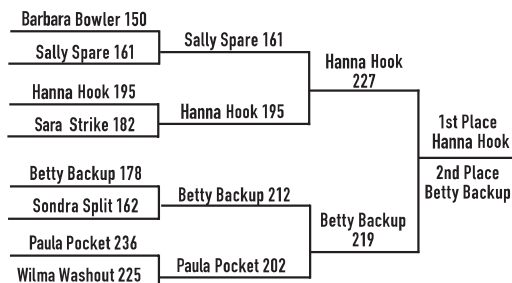 Barbara Bowler 150
Sally Spare 161
Sally Spare 161
Hanna Hook 195
Sara Strike 182
Hanna Hook 195
Hanna Hook
227
Betty Backup 178
Sondra Split 162
Betty Backup 212
Paula Pocket 236
Wilma Washout 225
Paula Pocket 202
Betty Backup
219
1st Place
Hanna Hook
2nd Place
Betty Backup